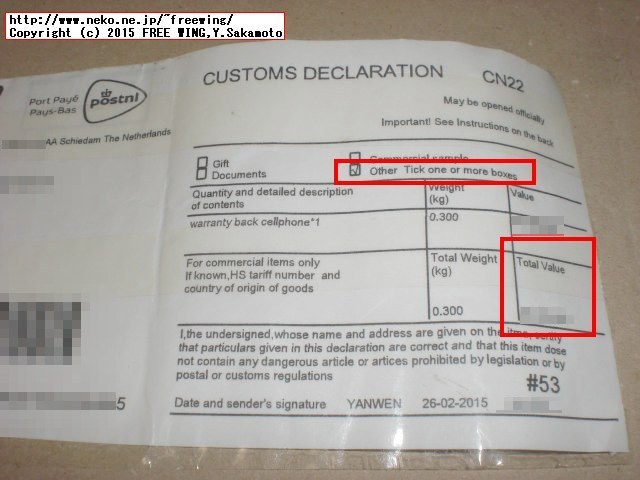 http://www.neko.ne.jp/~freewing/
Copyright (c) 2015 FREE WING,Y.Sakamoto
Port Payé
Pays-Bas
postnl
AA Schiedam The Netherlands
CUSTOMS DECLARATION CN22
May be opened officially
Important! See Instructions on the back
Gift Commercial sample
Documents Other Tick one or more boxes
Quantity and detailed description
of contents
Weight
(kg)
Value
warranty back cellphone*1 0.300
For commercial items only
If known,HS tariff number and
country of origin of goods
Total Weight
(kg)
Total Value
0.300
I,the undersigned,whose name and address are given on the item, certify
that particulars given in this declaration are correct and that this item dose
not contain any dangerous article or artices prohibited by legislation or by
postal or customs regulations
#53
Date and sender's signature YANWEN 26-02-2015
5